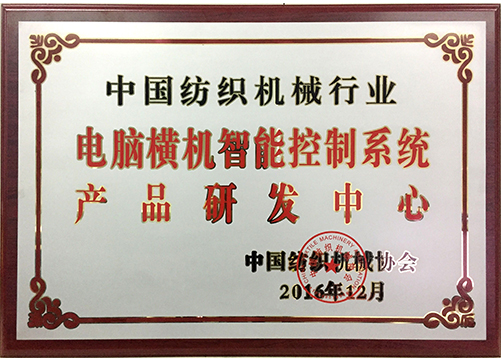 中国纺织机械行业
电脑横机智能控制系统
产品研发中心
中国纺织机械协会
2016年12月